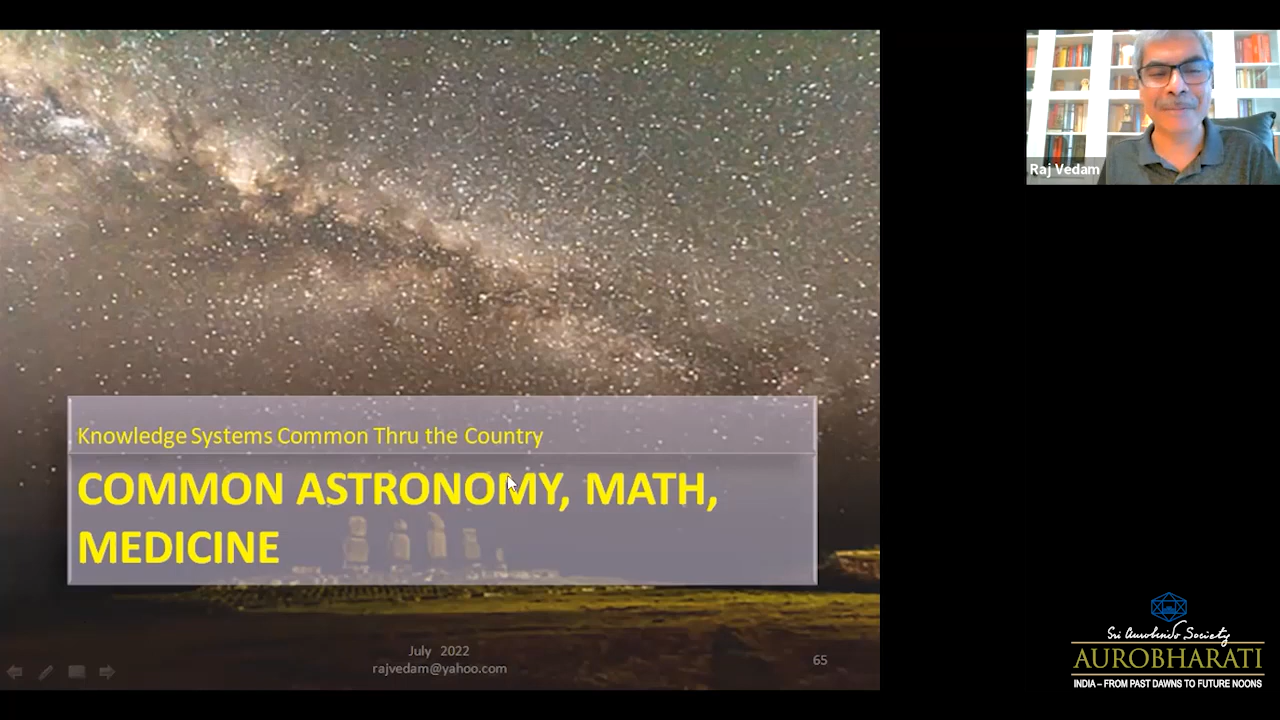 Raj Vedam
Knowledge Systems Common Thru the Country
COMMON ASTRONOMY, MATH,
MEDICINE
July 2022
rajvedam@yahoo.com
65
Sri Aurobindo Society
AUROBHARATI
INDIA – FROM PAST DAWNS TO FUTURE NOONS